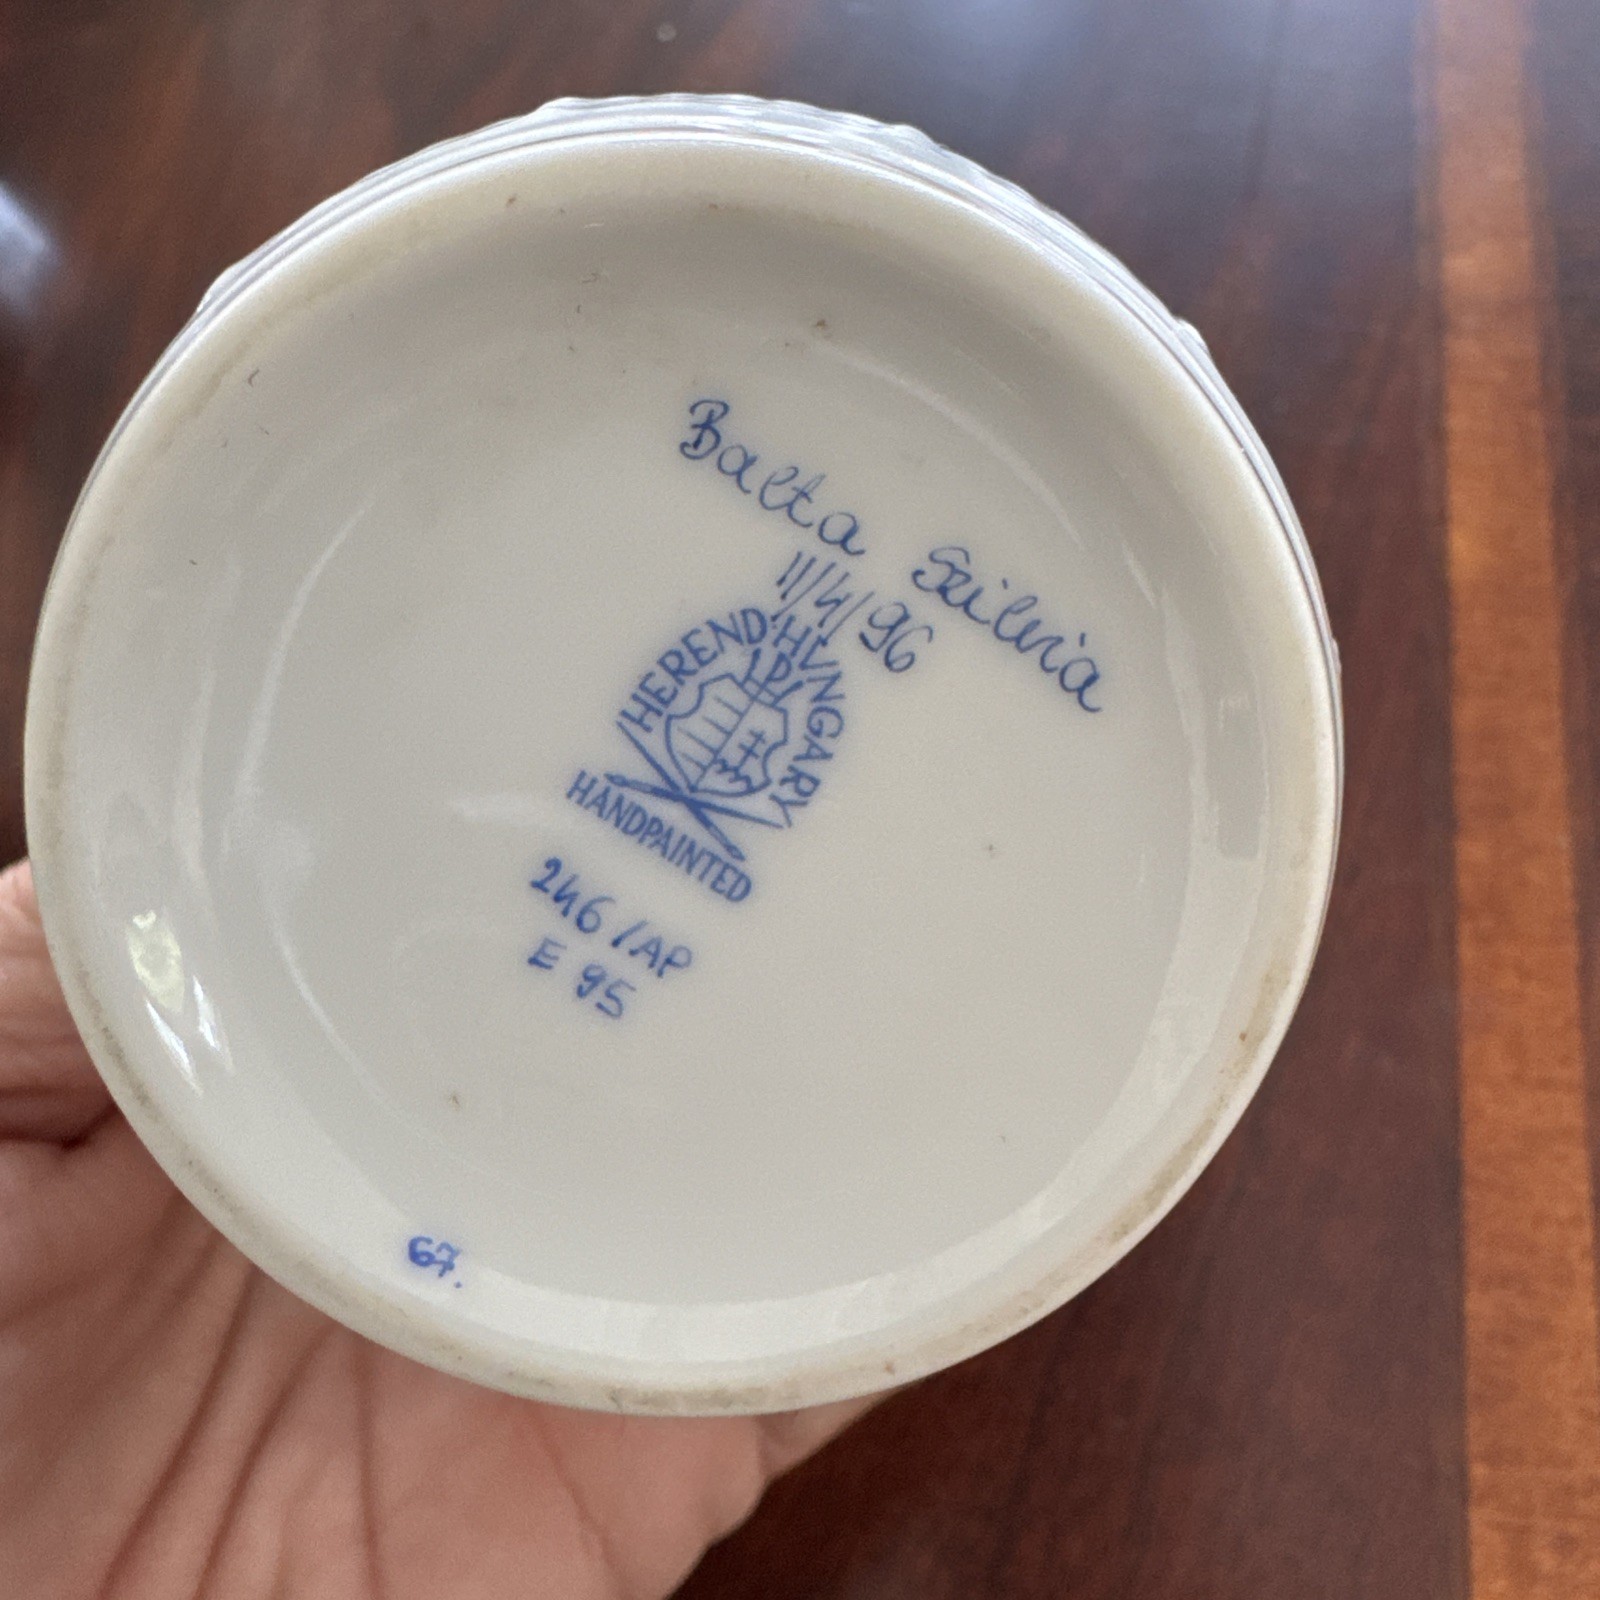 Balta Szilvia
11/4/96
HEREND·HUNGARY
HANDPAINTED
246/AP
E 95
67.